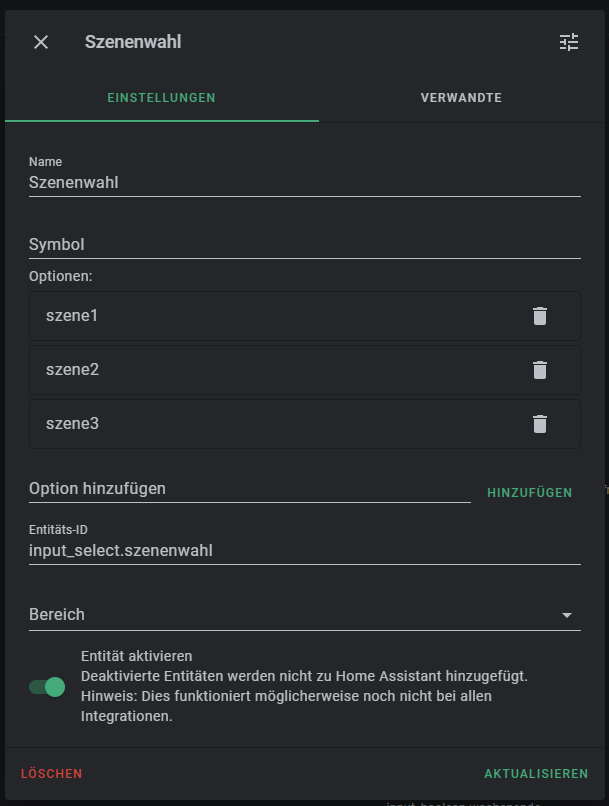 Szenenwahl
EINSTELLUNGEN
VERWANDTE
Name
Szenenwahl
Symbol
Optionen:
szene1
szene2
szene3
Option hinzufügen
HINZUFÜGEN
Entitäts-ID
input_select.szenenwahl
Bereich
Entität aktivieren
Deaktivierte Entitäten werden nicht zu Home Assistant hinzugefügt.
Hinweis: Dies funktioniert möglicherweise noch nicht bei allen
Integrationen.
LÖSCHEN
AKTUALISIEREN